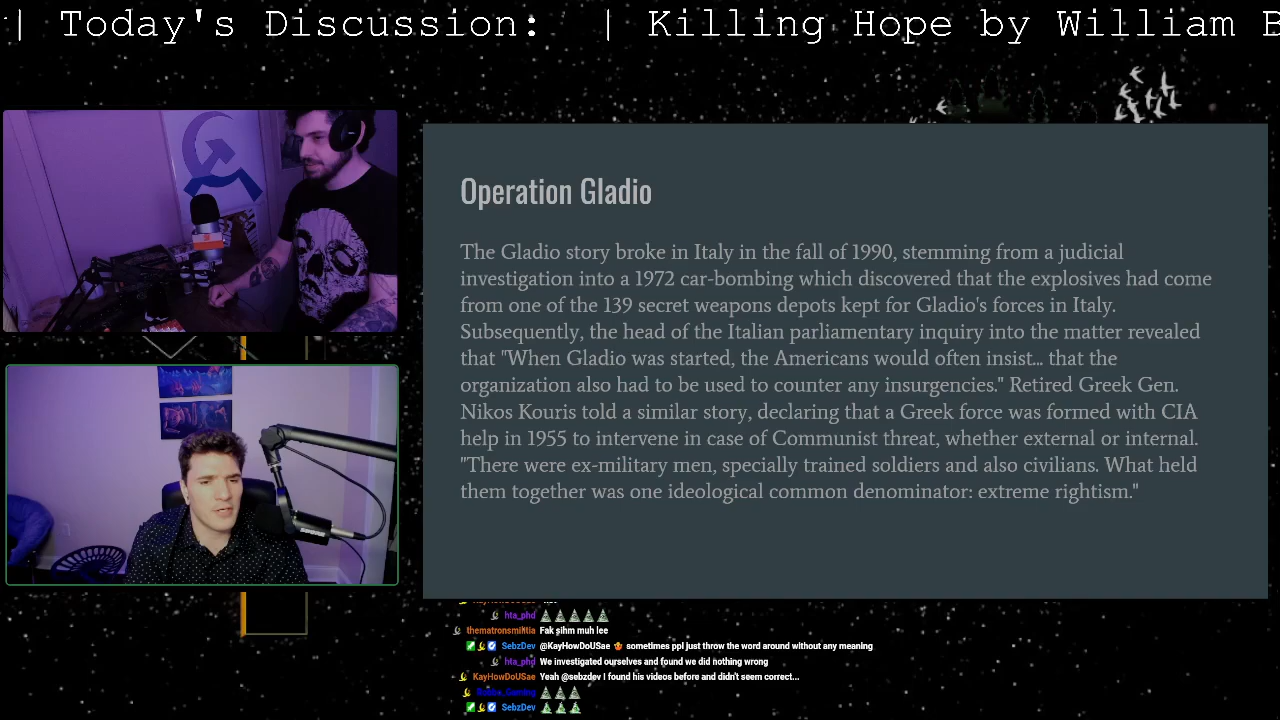 | Today's Discussion: | Killing Hope by William
Operation Gladio
The Gladio story broke in Italy in the fall of 1990, stemming from a judicial
investigation into a 1972 car-bombing which discovered that the explosives had come
from one of the 139 secret weapons depots kept for Gladio's forces in Italy.
Subsequently, the head of the Italian parliamentary inquiry into the matter revealed
that "When Gladio was started, the Americans would often insist... that the
organization also had to be used to counter any insurgencies." Retired Greek Gen.
Nikos Kouris told a similar story, declaring that a Greek force was formed with CIA
help in 1955 to intervene in case of Communist threat, whether external or internal.
"There were ex-military men, specially trained soldiers and also civilians. What held
them together was one ideological common denominator: extreme rightism."
hta_phd
thematronsmilitia Fak sihm muh lee
SebzDev @KayHowDoUSae sometimes ppl just throw the word around without any meaning
hta_phd We investigated ourselves and found we did nothing wrong
KayHowDoUSae Yeah @sebzdev I found his videos before and didn't seem correct...
SebzDev